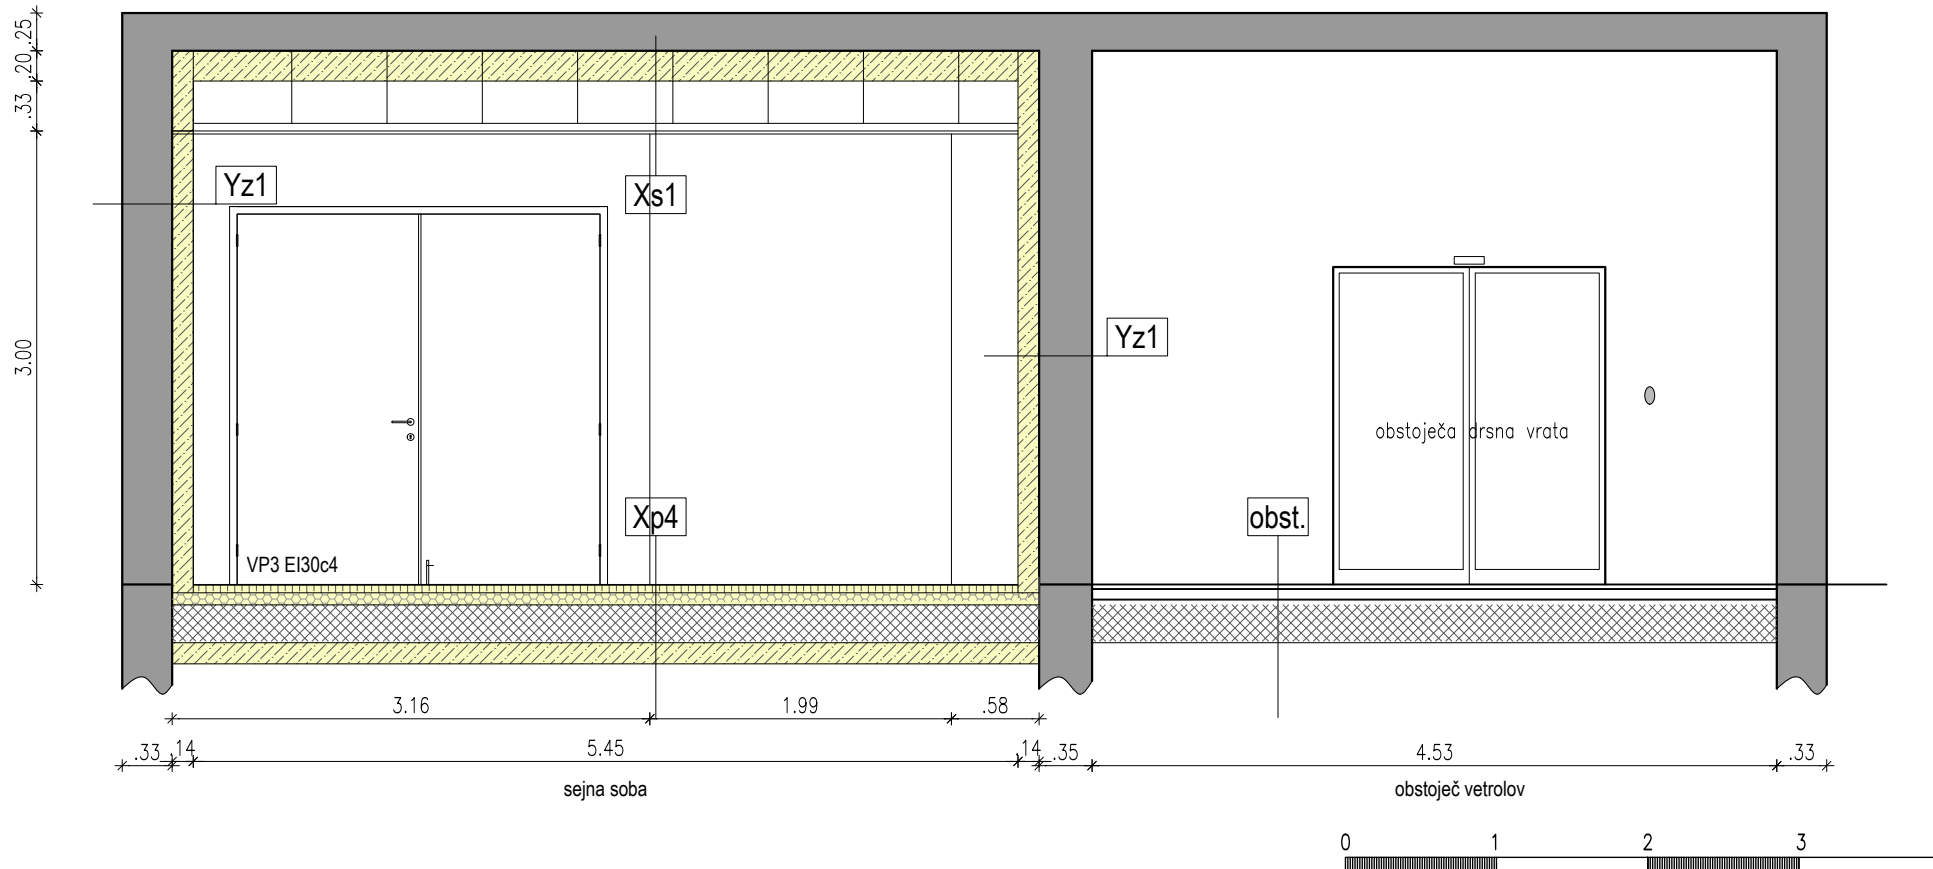 .25
.20
.33
3.00
Yz1
Xs1
Yz1
obstoječa drsna vrata
Xp4
obst.
VP3 EI30c4
3.16 1.99 .58
.33 .14 5.45 .14 .35 4.53 .33
sejna soba
obstoječ vetrolov
0 1 2 3